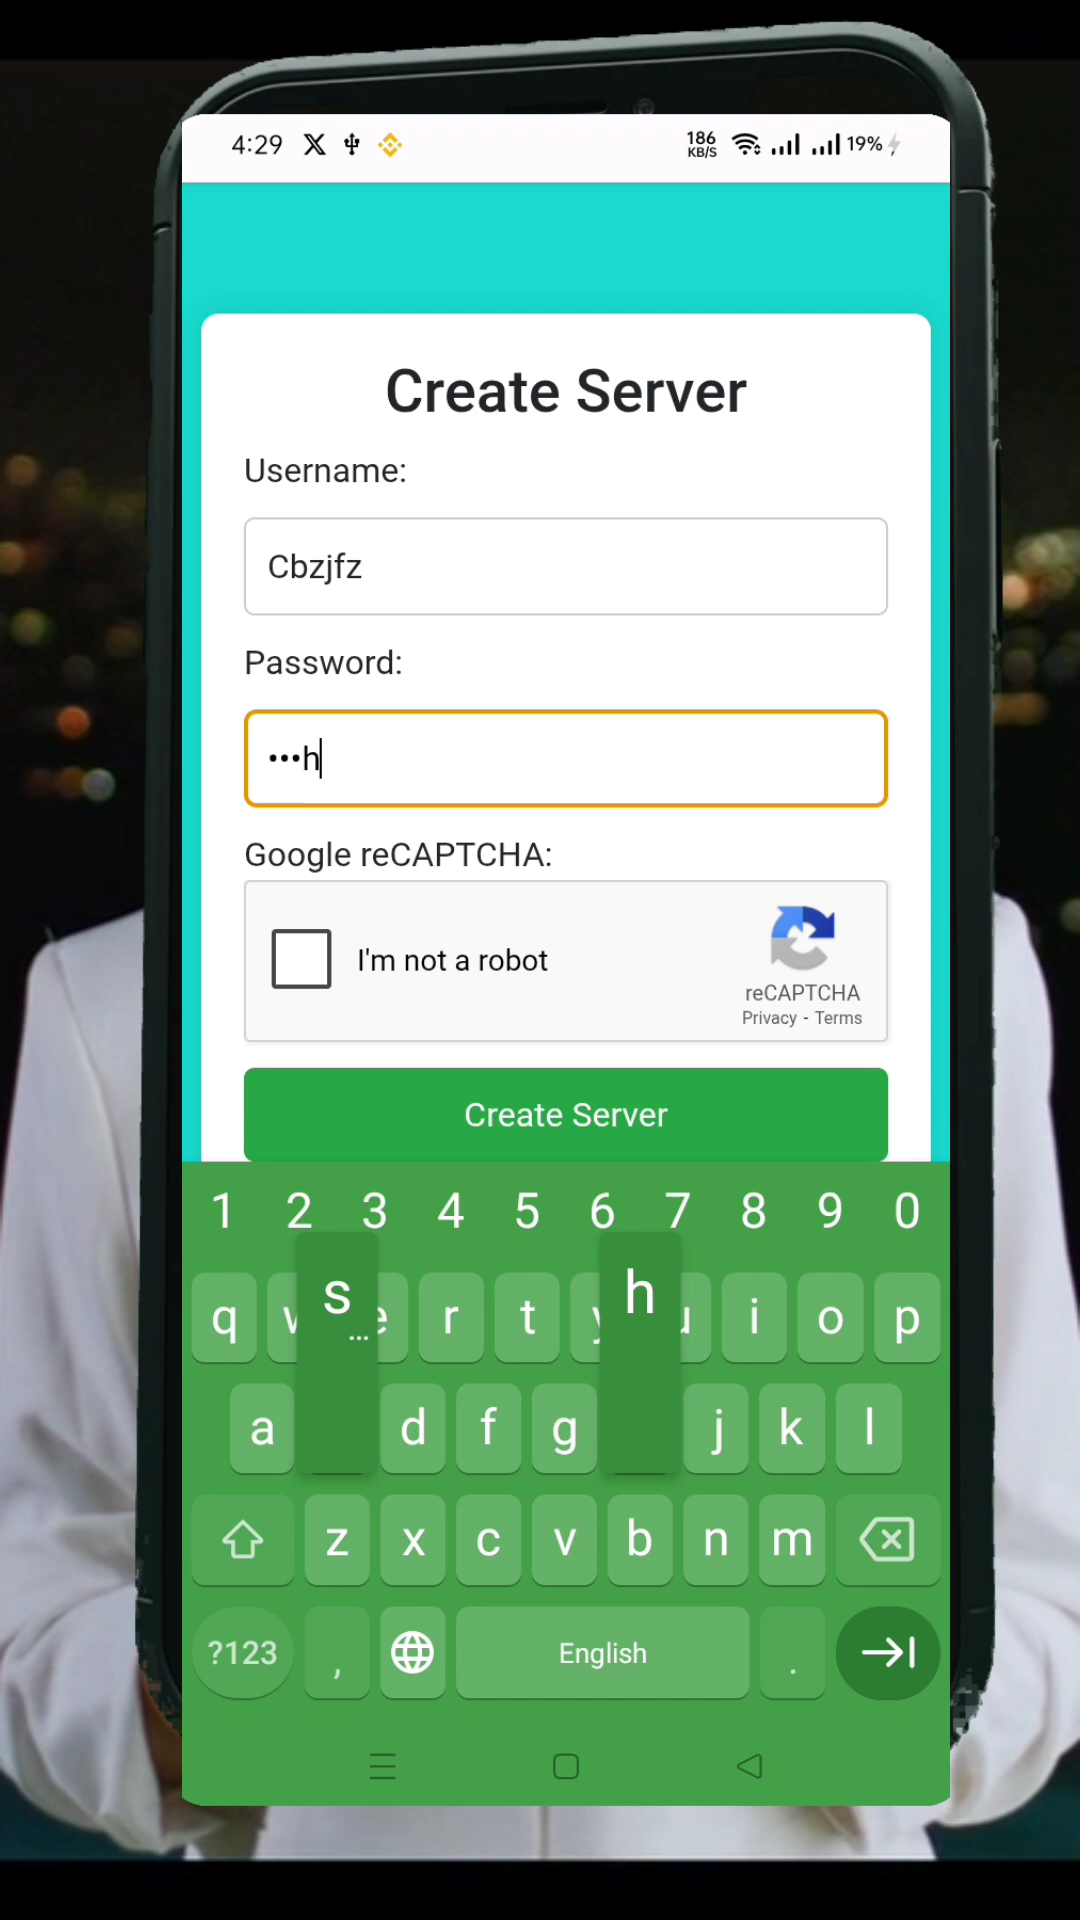 4:29 186 KB/S 19%
Create Server
Username:
Cbzjfz
Password:
•••h
Google reCAPTCHA:
I'm not a robot
reCAPTCHA
Privacy - Terms
Create Server
1 2 3 4 5 6 7 8 9 0
q w s ... e r t y h u i o p
a d f g j k l
z x c v b n m
?123 , English .